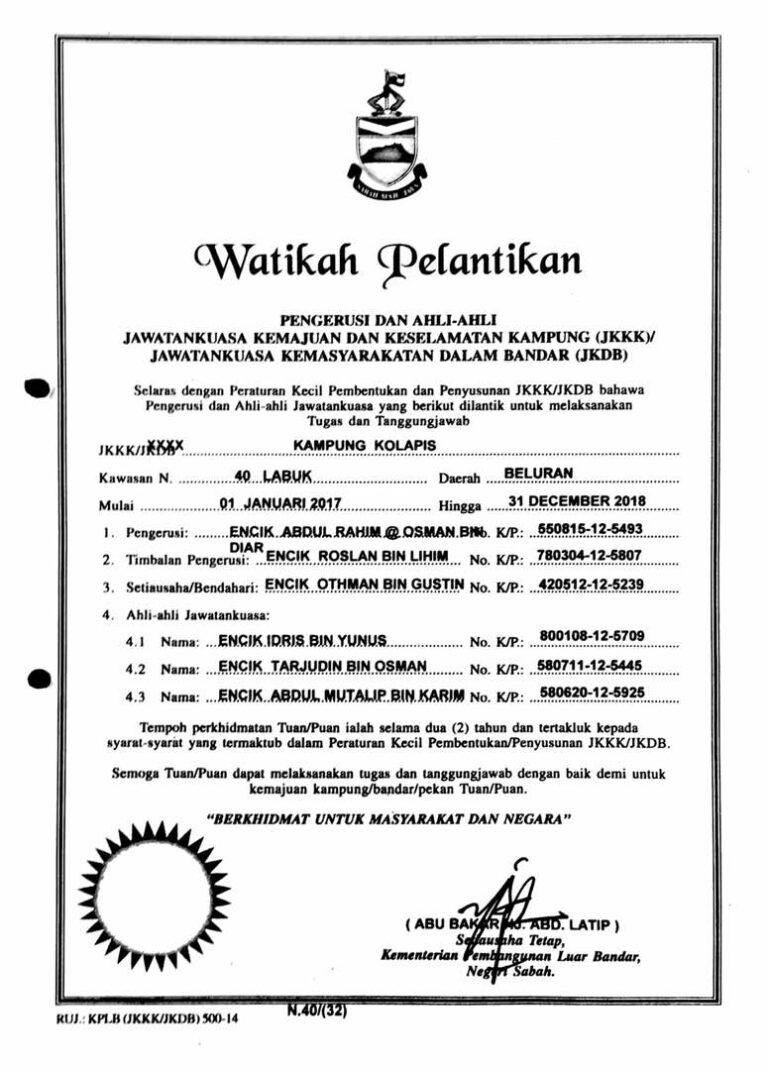 SABAH MAJU JAYA
Watikah Pelantikan
PENGERUSI DAN AHLI-AHLI
JAWATANKUASA KEMAJUAN DAN KESELAMATAN KAMPUNG (JKKK)/
JAWATANKUASA KEMASYARAKATAN DALAM BANDAR (JKDB)
Selaras dengan Peraturan Kecil Pembentukan dan Penyusunan JKKK/JKDB bahawa
Pengerusi dan Ahli-ahli Jawatankuasa yang berikut dilantik untuk melaksanakan
Tugas dan Tanggungjawab
JKKK/JKDB XXXX KAMPUNG KOLAPIS
Kawasan N. 40 LABUK Daerah BELURAN
Mulai 01 JANUARI 2017 Hingga 31 DECEMBER 2018
1. Pengerusi: ENCIK ABDUL RAHIM @ OSMAN BIN No. K/P.: 550815-12-5493
DIAR
2. Timbalan Pengerusi: ENCIK ROSLAN BIN LIHIM No. K/P.: 780304-12-5807
3. Setiausaha/Bendahari: ENCIK OTHMAN BIN GUSTIN No. K/P.: 420512-12-5239
4. Ahli-ahli Jawatankuasa:
4.1 Nama: ENCIK IDRIS BIN YUNUS No. K/P.: 800108-12-5709
4.2 Nama: ENCIK TARJUDIN BIN OSMAN No. K/P.: 580711-12-5445
4.3 Nama: ENCIK ABDUL MUTALIP BIN KARIM No. K/P.: 580620-12-5925
Tempoh perkhidmatan Tuan/Puan ialah selama dua (2) tahun dan tertakluk kepada
syarat-syarat yang termaktub dalam Peraturan Kecil Pembentukan/Penyusunan JKKK/JKDB.
Semoga Tuan/Puan dapat melaksanakan tugas dan tanggungjawab dengan baik demi untuk
kemajuan kampung/bandar/pekan Tuan/Puan.
"BERKHIDMAT UNTUK MASYARAKAT DAN NEGARA"
( ABU BAKAR HJ. ABD. LATIP )
Setiausaha Tetap,
Kementerian Pembangunan Luar Bandar,
Negeri Sabah.
RUJ.: KPLB (JKKK/JKDB) 500-14
N.40/(32)